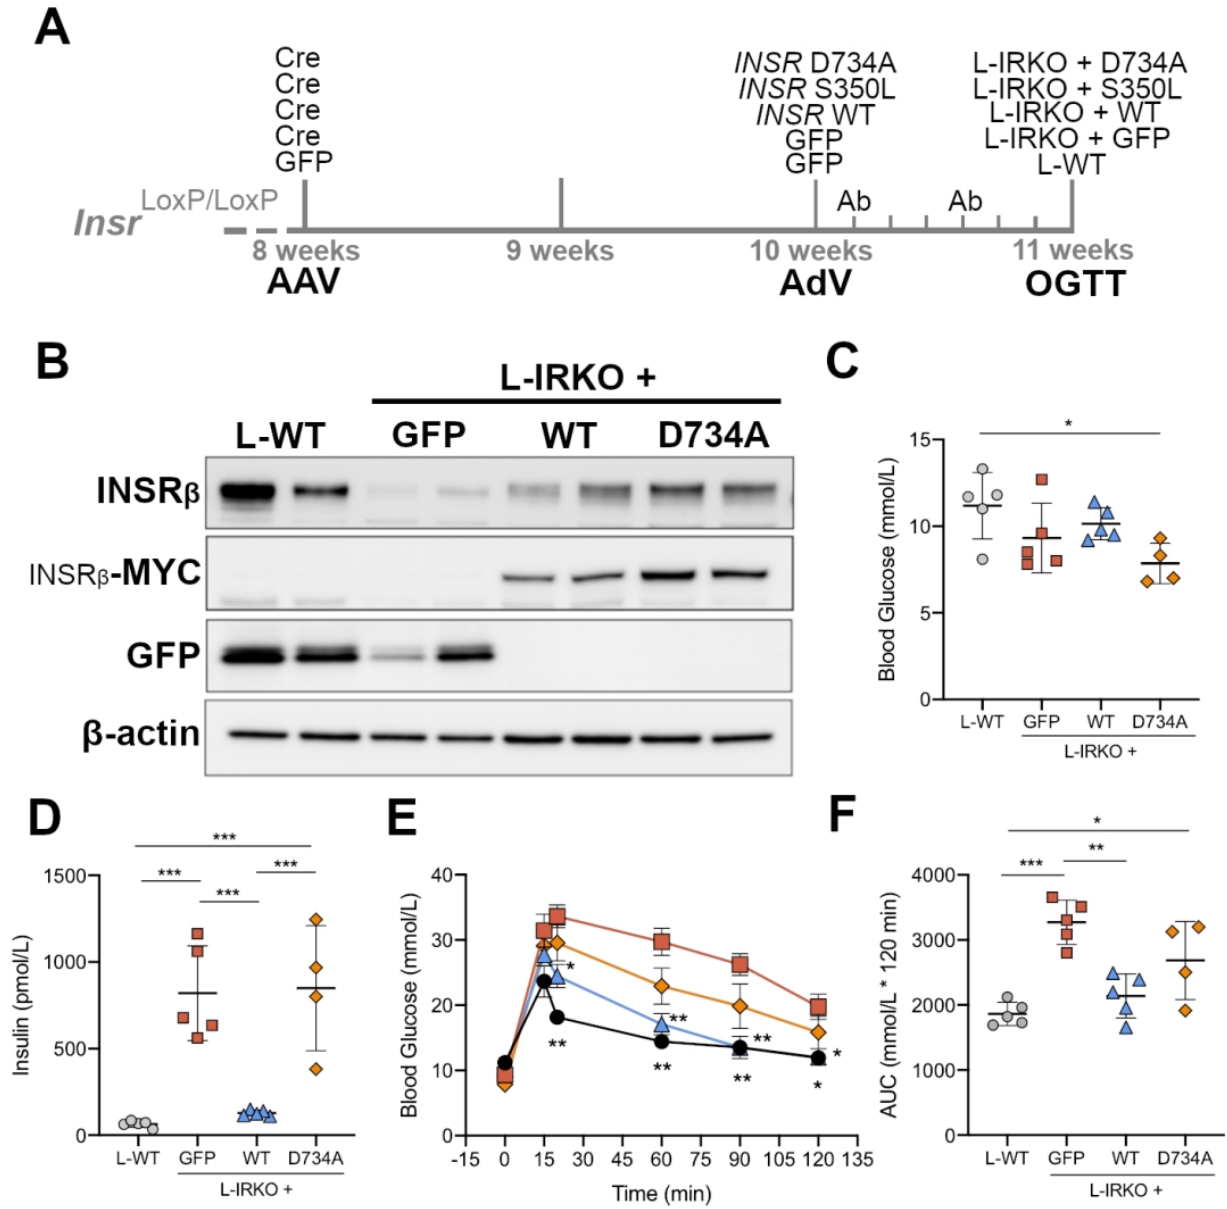 A
Cre
Cre
Cre
Cre
GFP
INSR D734A
INSR S350L
INSR WT
GFP
GFP
L-IRKO + D734A
L-IRKO + S350L
L-IRKO + WT
L-IRKO + GFP
L-WT
Insr LoxP/LoxP
Ab Ab
8 weeks 9 weeks 10 weeks 11 weeks
AAV AdV OGTT
B
L-IRKO +
L-WT GFP WT D734A
INSRβ
INSRβ-MYC
GFP
β-actin
C
*
Blood Glucose (mmol/L)
15
10
5
0
L-WT GFP WT D734A
L-IRKO +
D
***
***
***
***
Insulin (pmol/L)
1500
1000
500
0
L-WT GFP WT D734A
L-IRKO +
E
Blood Glucose (mmol/L)
40
30
20
10
0
*
**
**
**
**
**
*
*
-15 0 15 30 45 60 75 90 105 120 135
Time (min)
F
*
**
***
AUC (mmol/L * 120 min)
4000
3000
2000
1000
0
L-WT GFP WT D734A
L-IRKO +